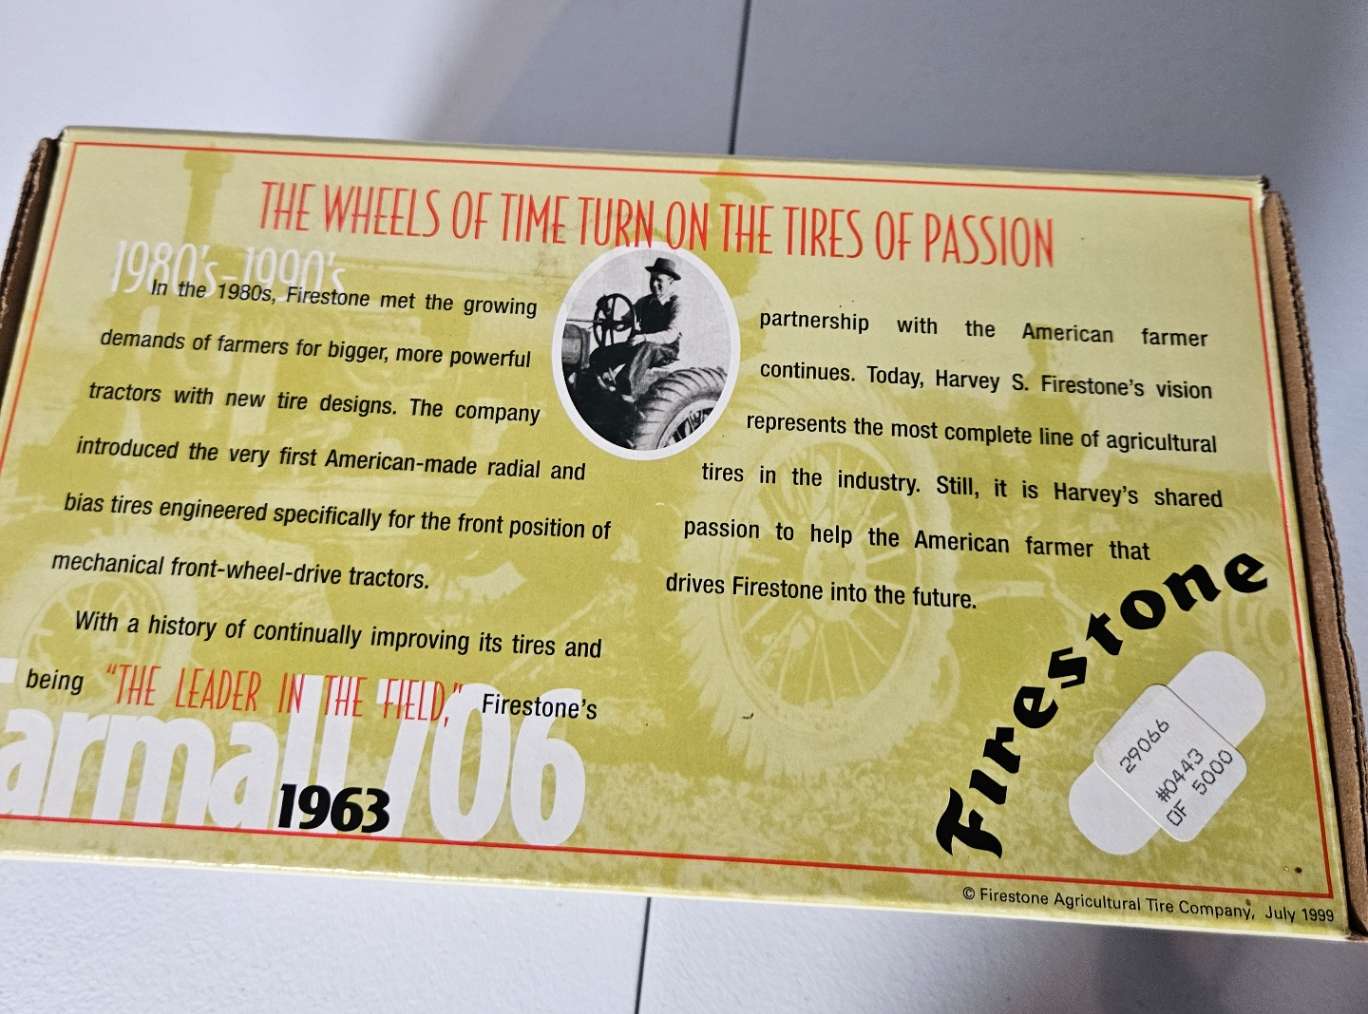 THE WHEELS OF TIME TURN ON THE TIRES OF PASSION
1980's-1990's
In the 1980s, Firestone met the growing
demands of farmers for bigger, more powerful
tractors with new tire designs. The company
introduced the very first American-made radial and
bias tires engineered specifically for the front position of
mechanical front-wheel-drive tractors.
With a history of continually improving its tires and
being "THE LEADER IN THE FIELD," Firestone's
partnership with the American farmer
continues. Today, Harvey S. Firestone's vision
represents the most complete line of agricultural
tires in the industry. Still, it is Harvey's shared
passion to help the American farmer that
drives Firestone into the future.
armall 706
1963
Firestone
29066
#0443
OF 5000
© Firestone Agricultural Tire Company, July 1999